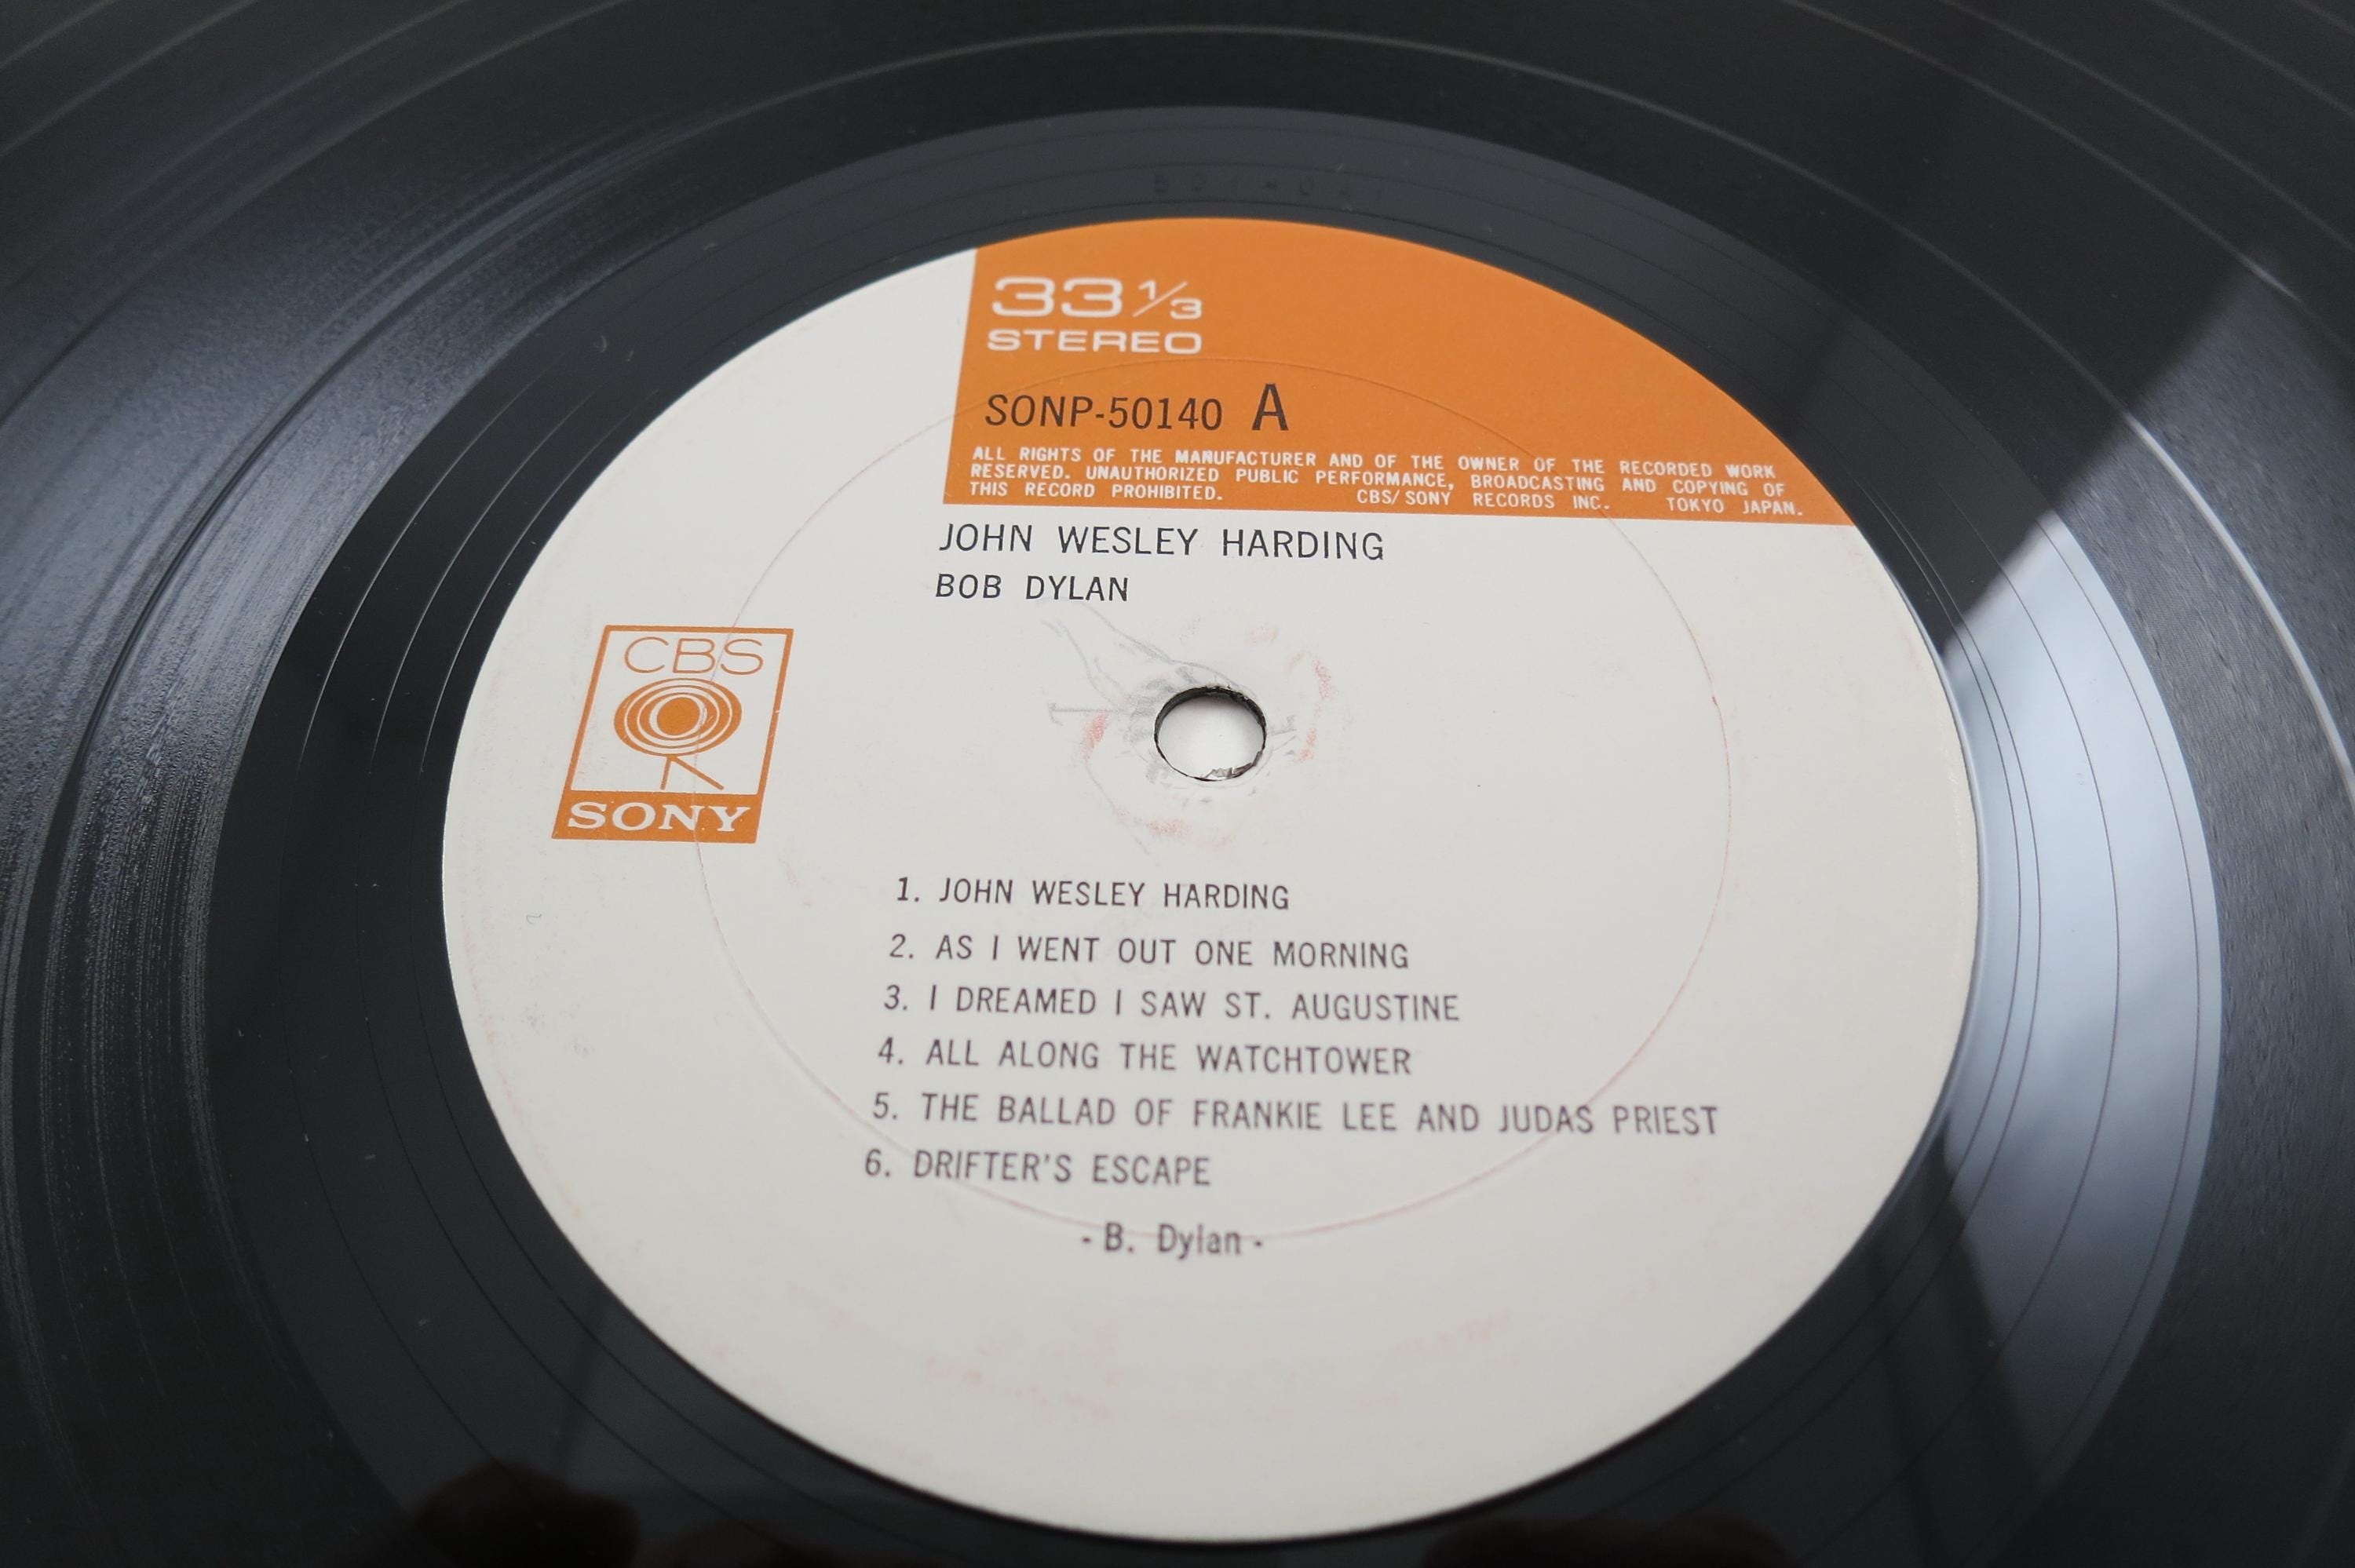 33 1/3
STEREO
SONP-50140 A
ALL RIGHTS OF THE MANUFACTURER AND OF THE OWNER OF THE RECORDED WORK
RESERVED. UNAUTHORIZED PUBLIC PERFORMANCE, BROADCASTING AND COPYING OF
THIS RECORD PROHIBITED. CBS/SONY RECORDS INC. TOKYO JAPAN.
JOHN WESLEY HARDING
BOB DYLAN
CBS
SONY
1. JOHN WESLEY HARDING
2. AS I WENT OUT ONE MORNING
3. I DREAMED I SAW ST. AUGUSTINE
4. ALL ALONG THE WATCHTOWER
5. THE BALLAD OF FRANKIE LEE AND JUDAS PRIEST
6. DRIFTER'S ESCAPE
- B. Dylan -